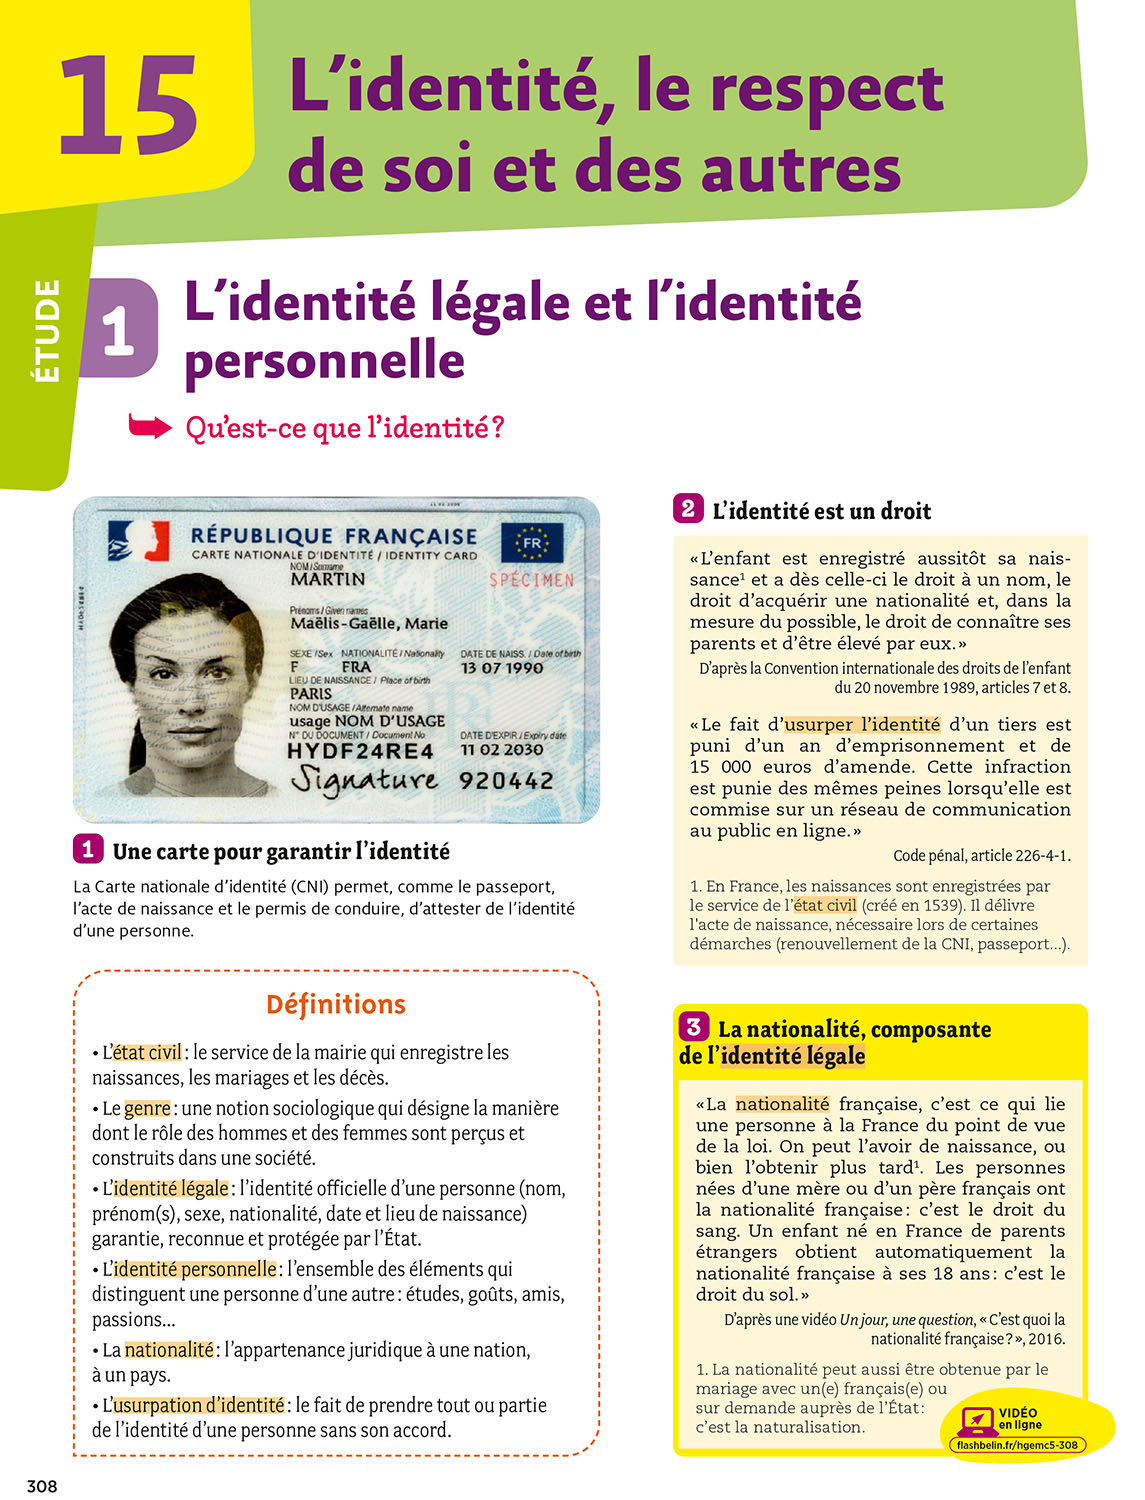 15
L'identité, le respect
de soi et des autres
ÉTUDE
1
L'identité légale et l'identité
personnelle
Qu'est-ce que l'identité ?
RÉPUBLIQUE FRANÇAISE
FR
CARTE NATIONALE D'IDENTITÉ / IDENTITY CARD
NOM / Surname
MARTIN
SPÉCIMEN
Prénoms / Given names
Maëlis-Gaëlle, Marie
SEXE / Sex NATIONALITÉ / Nationality DATE DE NAISS. / Date of birth
F FRA 13 07 1990
LIEU DE NAISSANCE / Place of birth
PARIS
NOM D'USAGE / Alternate name
usage NOM D'USAGE
N° DU DOCUMENT / Document No DATE D'EXPIR / Expiry date
HYDF24RE4 11 02 2030
Signature 920442
1 Une carte pour garantir l'identité
La Carte nationale d'identité (CNI) permet, comme le passeport,
l'acte de naissance et le permis de conduire, d'attester de l'identité
d'une personne.
Définitions
• L'état civil : le service de la mairie qui enregistre les
naissances, les mariages et les décès.
• Le genre : une notion sociologique qui désigne la manière
dont le rôle des hommes et des femmes sont perçus et
construits dans une société.
• L'identité légale : l'identité officielle d'une personne (nom,
prénom(s), sexe, nationalité, date et lieu de naissance)
garantie, reconnue et protégée par l'État.
• L'identité personnelle : l'ensemble des éléments qui
distinguent une personne d'une autre : études, goûts, amis,
passions...
• La nationalité : l'appartenance juridique à une nation,
à un pays.
• L'usurpation d'identité : le fait de prendre tout ou partie
de l'identité d'une personne sans son accord.
2 L'identité est un droit
« L'enfant est enregistré aussitôt sa nais-
sance¹ et a dès celle-ci le droit à un nom, le
droit d'acquérir une nationalité et, dans la
mesure du possible, le droit de connaître ses
parents et d'être élevé par eux. »
D'après la Convention internationale des droits de l'enfant
du 20 novembre 1989, articles 7 et 8.
« Le fait d'usurper l'identité d'un tiers est
puni d'un an d'emprisonnement et de
15 000 euros d'amende. Cette infraction
est punie des mêmes peines lorsqu'elle est
commise sur un réseau de communication
au public en ligne. »
Code pénal, article 226-4-1.
1. En France, les naissances sont enregistrées par
le service de l'état civil (créé en 1539). Il délivre
l'acte de naissance, nécessaire lors de certaines
démarches (renouvellement de la CNI, passeport...).
3 La nationalité, composante
de l'identité légale
« La nationalité française, c'est ce qui lie
une personne à la France du point de vue
de la loi. On peut l'avoir de naissance, ou
bien l'obtenir plus tard¹. Les personnes
nées d'une mère ou d'un père français ont
la nationalité française : c'est le droit du
sang. Un enfant né en France de parents
étrangers obtient automatiquement la
nationalité française à ses 18 ans : c'est le
droit du sol. »
D'après une vidéo Un jour, une question, « C'est quoi la
nationalité française ? », 2016.
1. La nationalité peut aussi être obtenue par le
mariage avec un(e) français(e) ou
sur demande auprès de l'État :
c'est la naturalisation.
VIDÉO
en ligne
flashbelin.fr/hgemc5-308
308